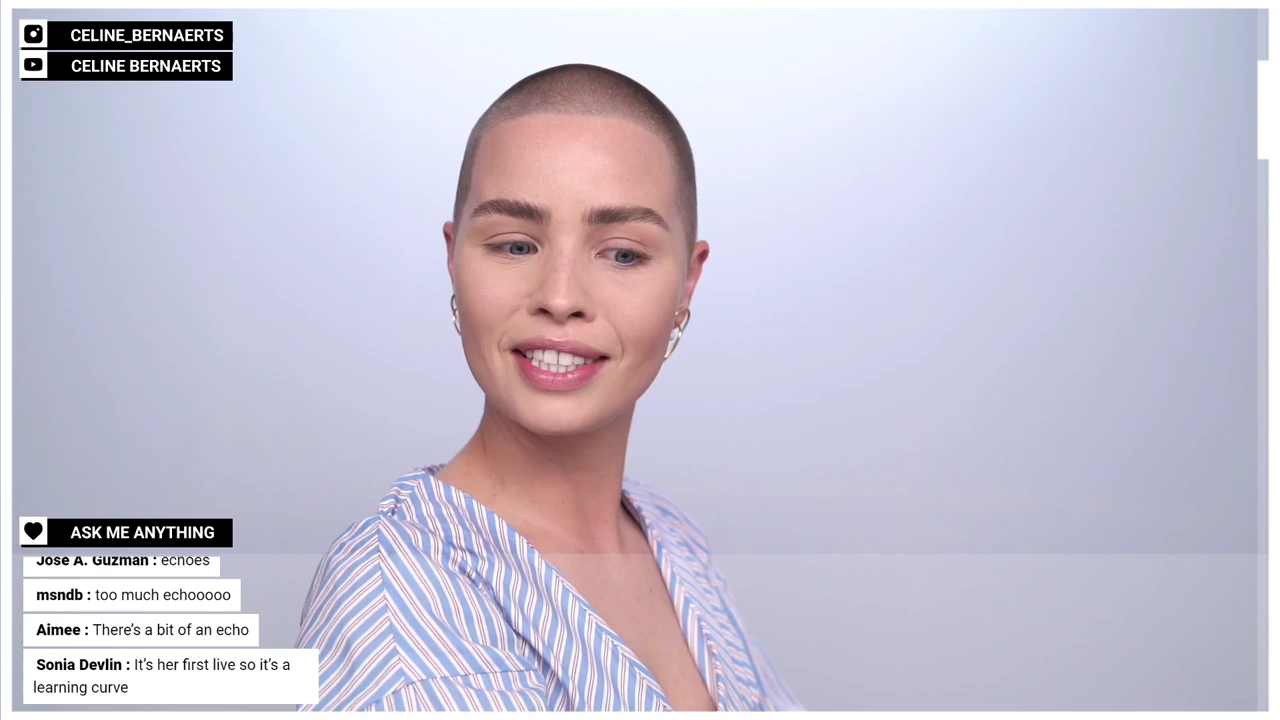 CELINE_BERNAERTS
CELINE BERNAERTS
ASK ME ANYTHING
Jose A. Guzman : echoes
msndb : too much echooooo
Aimee : There's a bit of an echo
Sonia Devlin : It's her first live so it's a
learning curve